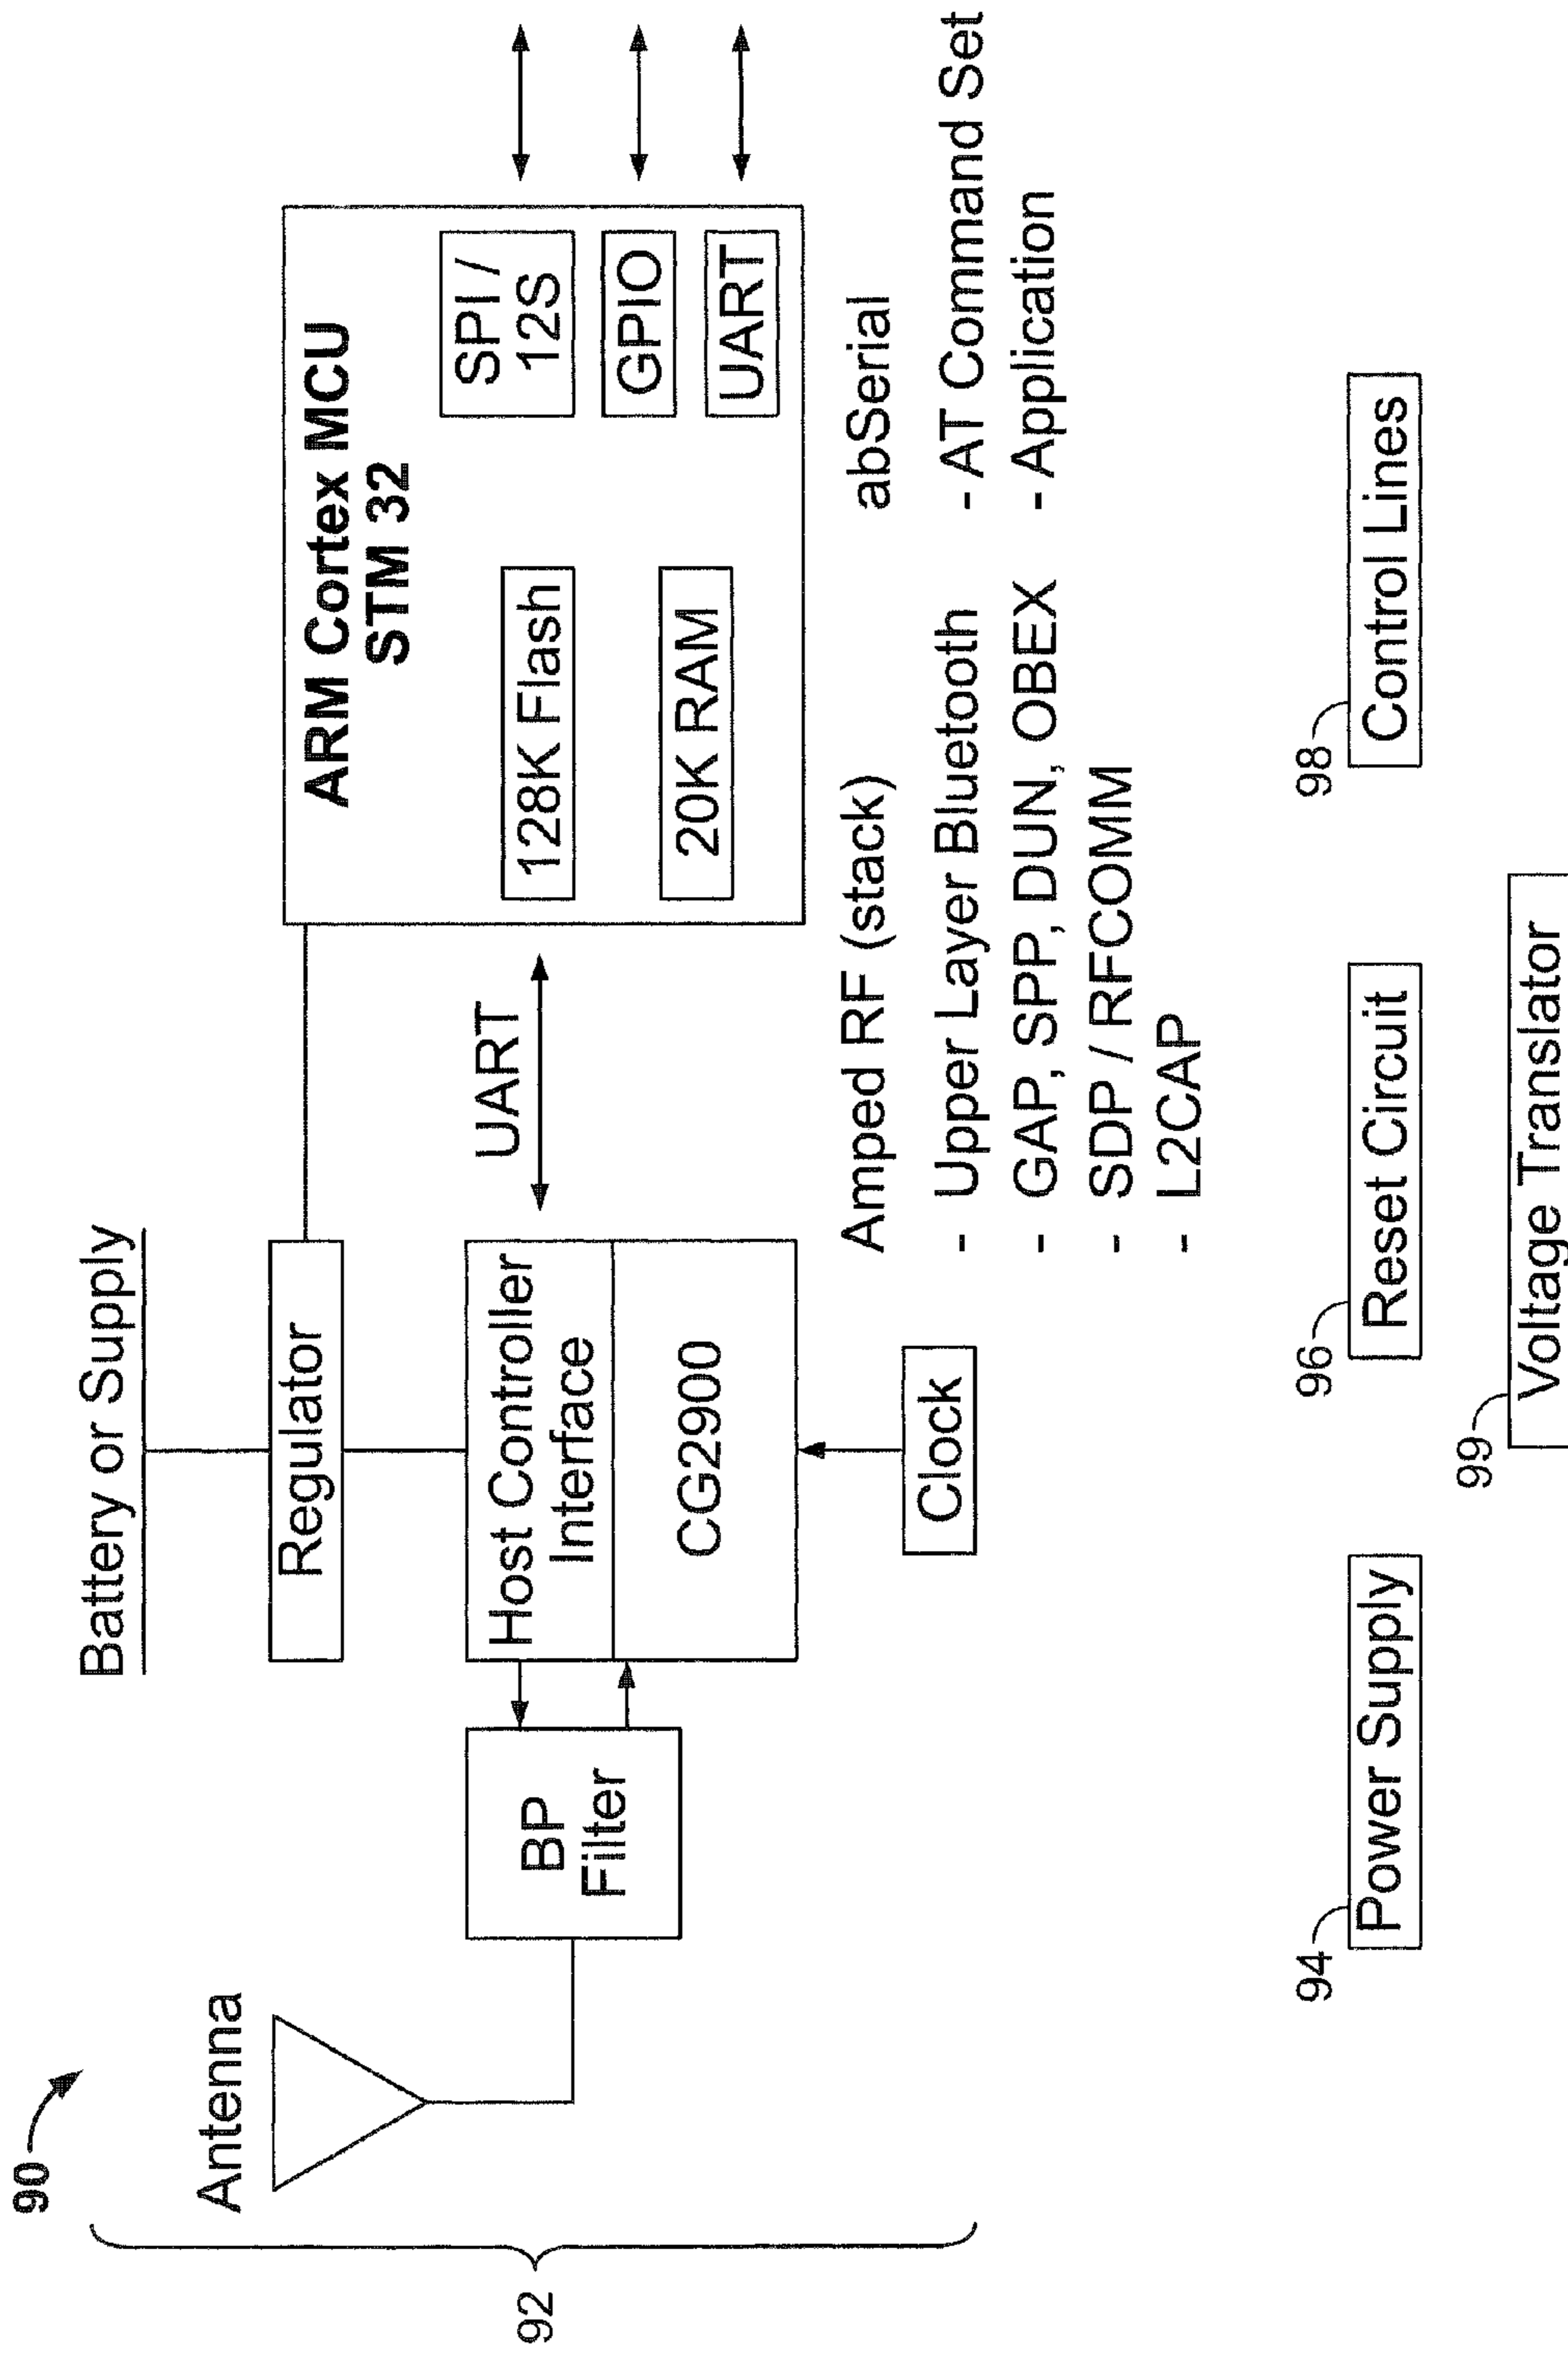 90
92
Antenna
BP
Filter
Battery or Supply
Regulator
Host Controller
Interface
CG2900
Clock
UART
ARM Cortex MCU
STM 32
128K Flash
20K RAM
SPI /
12S
GPIO
UART
Amped RF (stack)
- Upper Layer Bluetooth
- GAP, SPP, DUN, OBEX
- SDP / RFCOMM
- L2CAP
abSerial
- AT Command Set
- Application
94
Power Supply
96
Reset Circuit
98
Control Lines
99
Voltage Translator